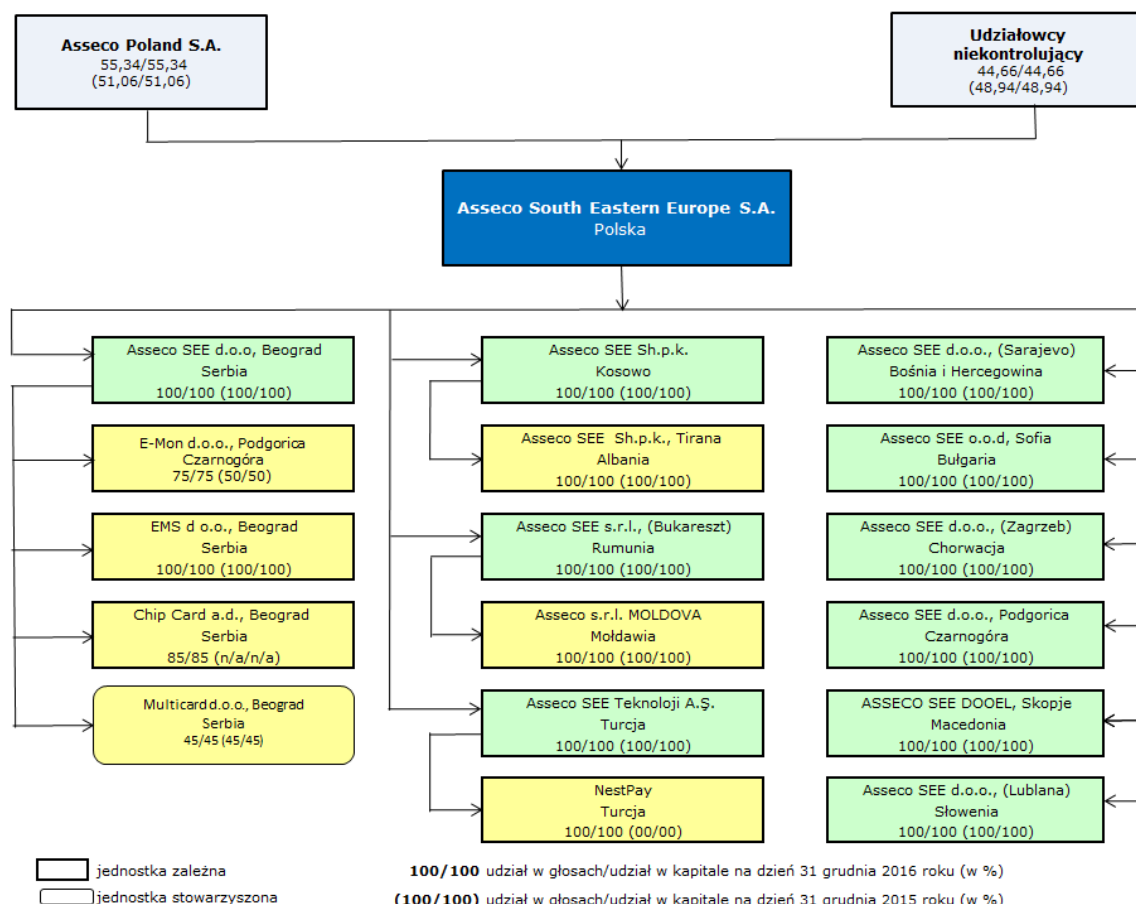 Asseco Poland S.A.
55,34/55,34
(51,06/51,06)
Udziałowcy
niekontrolujący
44,66/44,66
(48,94/48,94)
Asseco South Eastern Europe S.A.
Polska
Asseco SEE d.o.o, Beograd
Serbia
100/100 (100/100)
E-Mon d.o.o., Podgorica
Czarnogóra
75/75 (50/50)
EMS d o.o., Beograd
Serbia
100/100 (100/100)
Chip Card a.d., Beograd
Serbia
85/85 (n/a/n/a)
Multicard d.o.o., Beograd
Serbia
45/45 (45/45)
Asseco SEE Sh.p.k.
Kosowo
100/100 (100/100)
Asseco SEE Sh.p.k., Tirana
Albania
100/100 (100/100)
Asseco SEE s.r.l., (Bukareszt)
Rumunia
100/100 (100/100)
Asseco s.r.l. MOLDOVA
Mołdawia
100/100 (100/100)
Asseco SEE Teknoloji A.Ş.
Turcja
100/100 (100/100)
NestPay
Turcja
100/100 (00/00)
Asseco SEE d.o.o., (Sarajevo)
Bośnia i Hercegowina
100/100 (100/100)
Asseco SEE o.o.d, Sofia
Bułgaria
100/100 (100/100)
Asseco SEE d.o.o., (Zagrzeb)
Chorwacja
100/100 (100/100)
Asseco SEE d.o.o., Podgorica
Czarnogóra
100/100 (100/100)
ASSECO SEE DOOEL, Skopje
Macedonia
100/100 (100/100)
Asseco SEE d.o.o., (Lublana)
Słowenia
100/100 (100/100)
jednostka zależna
jednostka stowarzyszona
100/100 udział w głosach/udział w kapitale na dzień 31 grudnia 2016 roku (w %)
(100/100) udział w głosach/udział w kapitale na dzień 31 grudnia 2015 roku (w %)